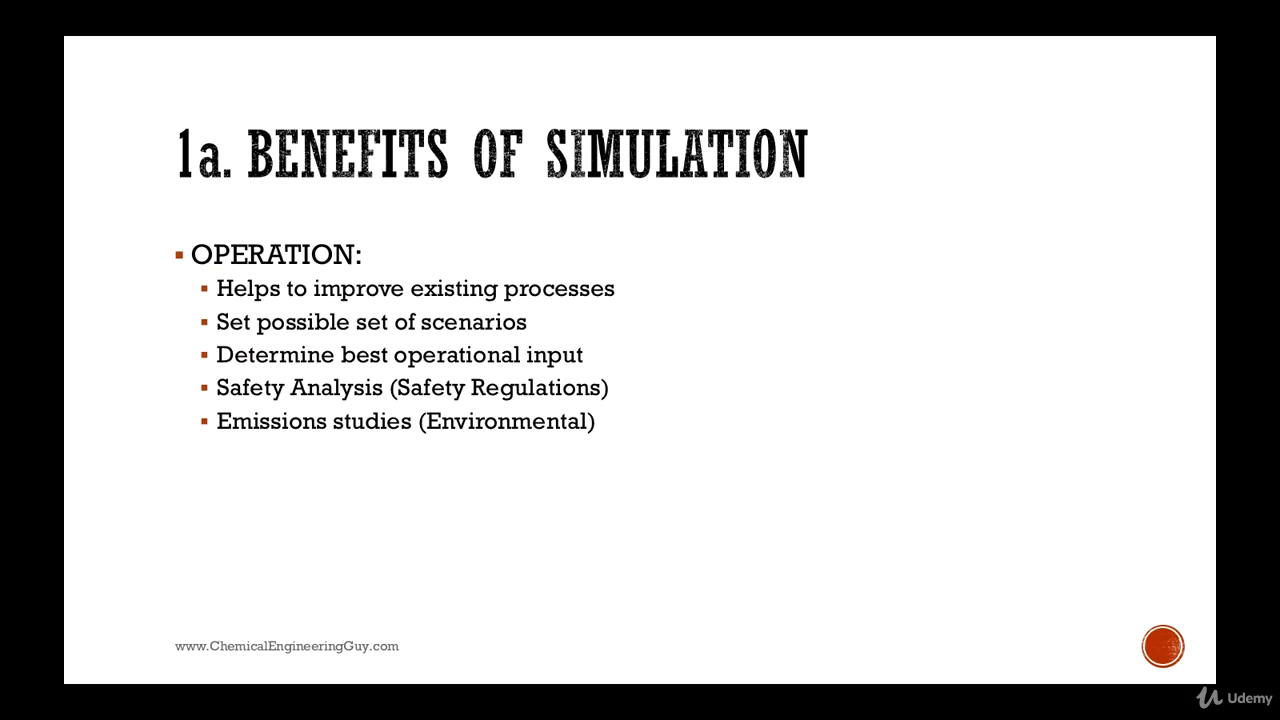 1a. BENEFITS OF SIMULATION
▪ OPERATION:
▪ Helps to improve existing processes
▪ Set possible set of scenarios
▪ Determine best operational input
▪ Safety Analysis (Safety Regulations)
▪ Emissions studies (Environmental)
www.ChemicalEngineeringGuy.com
Udemy